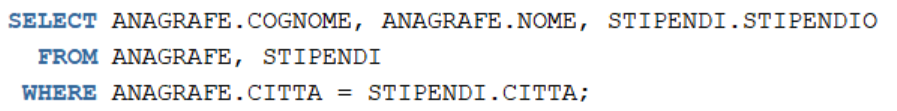 SELECT ANAGRAFE.COGNOME, ANAGRAFE.NOME, STIPENDI.STIPENDIO
FROM ANAGRAFE, STIPENDI
WHERE ANAGRAFE.CITTA = STIPENDI.CITTA;